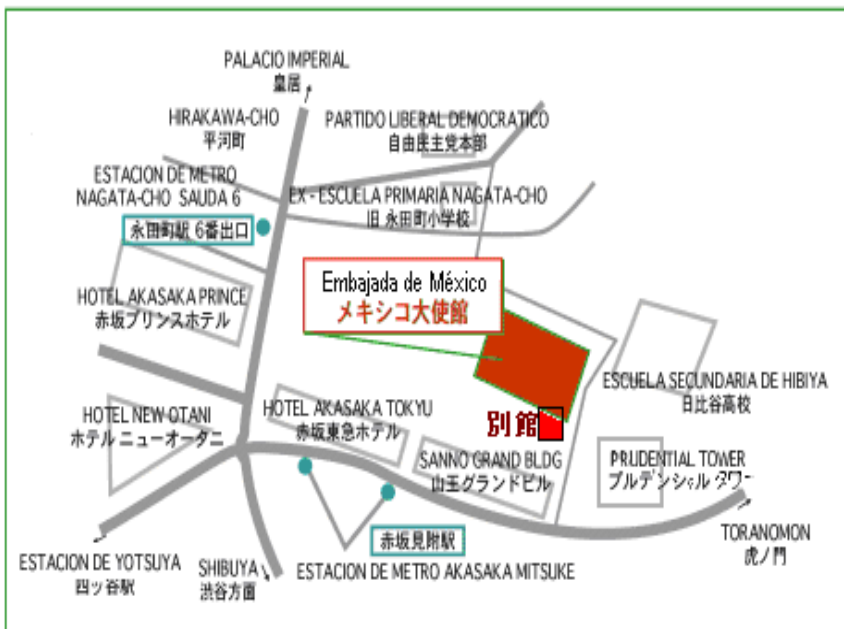 PALACIO IMPERIAL
皇居
HIRAKAWA-CHO
平河町
PARTIDO LIBERAL DEMOCRATICO
自由民主党本部
ESTACION DE METRO
NAGATA-CHO SAUDA 6
永田町駅 6番出口
EX - ESCUELA PRIMARIA NAGATA-CHO
旧 永田町小学校
Embajada de México
メキシコ大使館
HOTEL AKASAKA PRINCE
赤坂プリンスホテル
ESCUELA SECUNDARIA DE HIBIYA
日比谷高校
HOTEL NEW OTANI
ホテル ニューオータニ
HOTEL AKASAKA TOKYU
赤坂東急ホテル
別館
SANNO GRAND BLDG
山王グランドビル
PRUDENTIAL TOWER
プルデンシャル タワー
赤坂見附駅
ESTACION DE METRO AKASAKA MITSUKE
TORANOMON
虎ノ門
ESTACION DE YOTSUYA
四ッ谷駅
SHIBUYA
渋谷方面